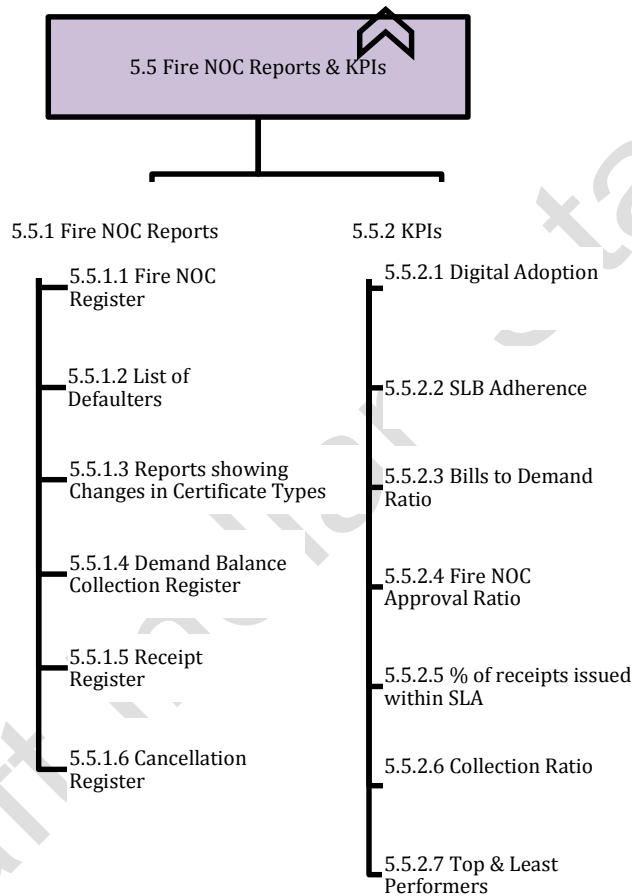 5.5 Fire NOC Reports & KPIs
5.5.1 Fire NOC Reports
5.5.1.1 Fire NOC
Register
5.5.1.2 List of
Defaulters
5.5.1.3 Reports showing
Changes in Certificate Types
5.5.1.4 Demand Balance
Collection Register
5.5.1.5 Receipt
Register
5.5.1.6 Cancellation
Register
5.5.2 KPIs
5.5.2.1 Digital Adoption
5.5.2.2 SLB Adherence
5.5.2.3 Bills to Demand
Ratio
5.5.2.4 Fire NOC
Approval Ratio
5.5.2.5 % of receipts issued
within SLA
5.5.2.6 Collection Ratio
5.5.2.7 Top & Least
Performers